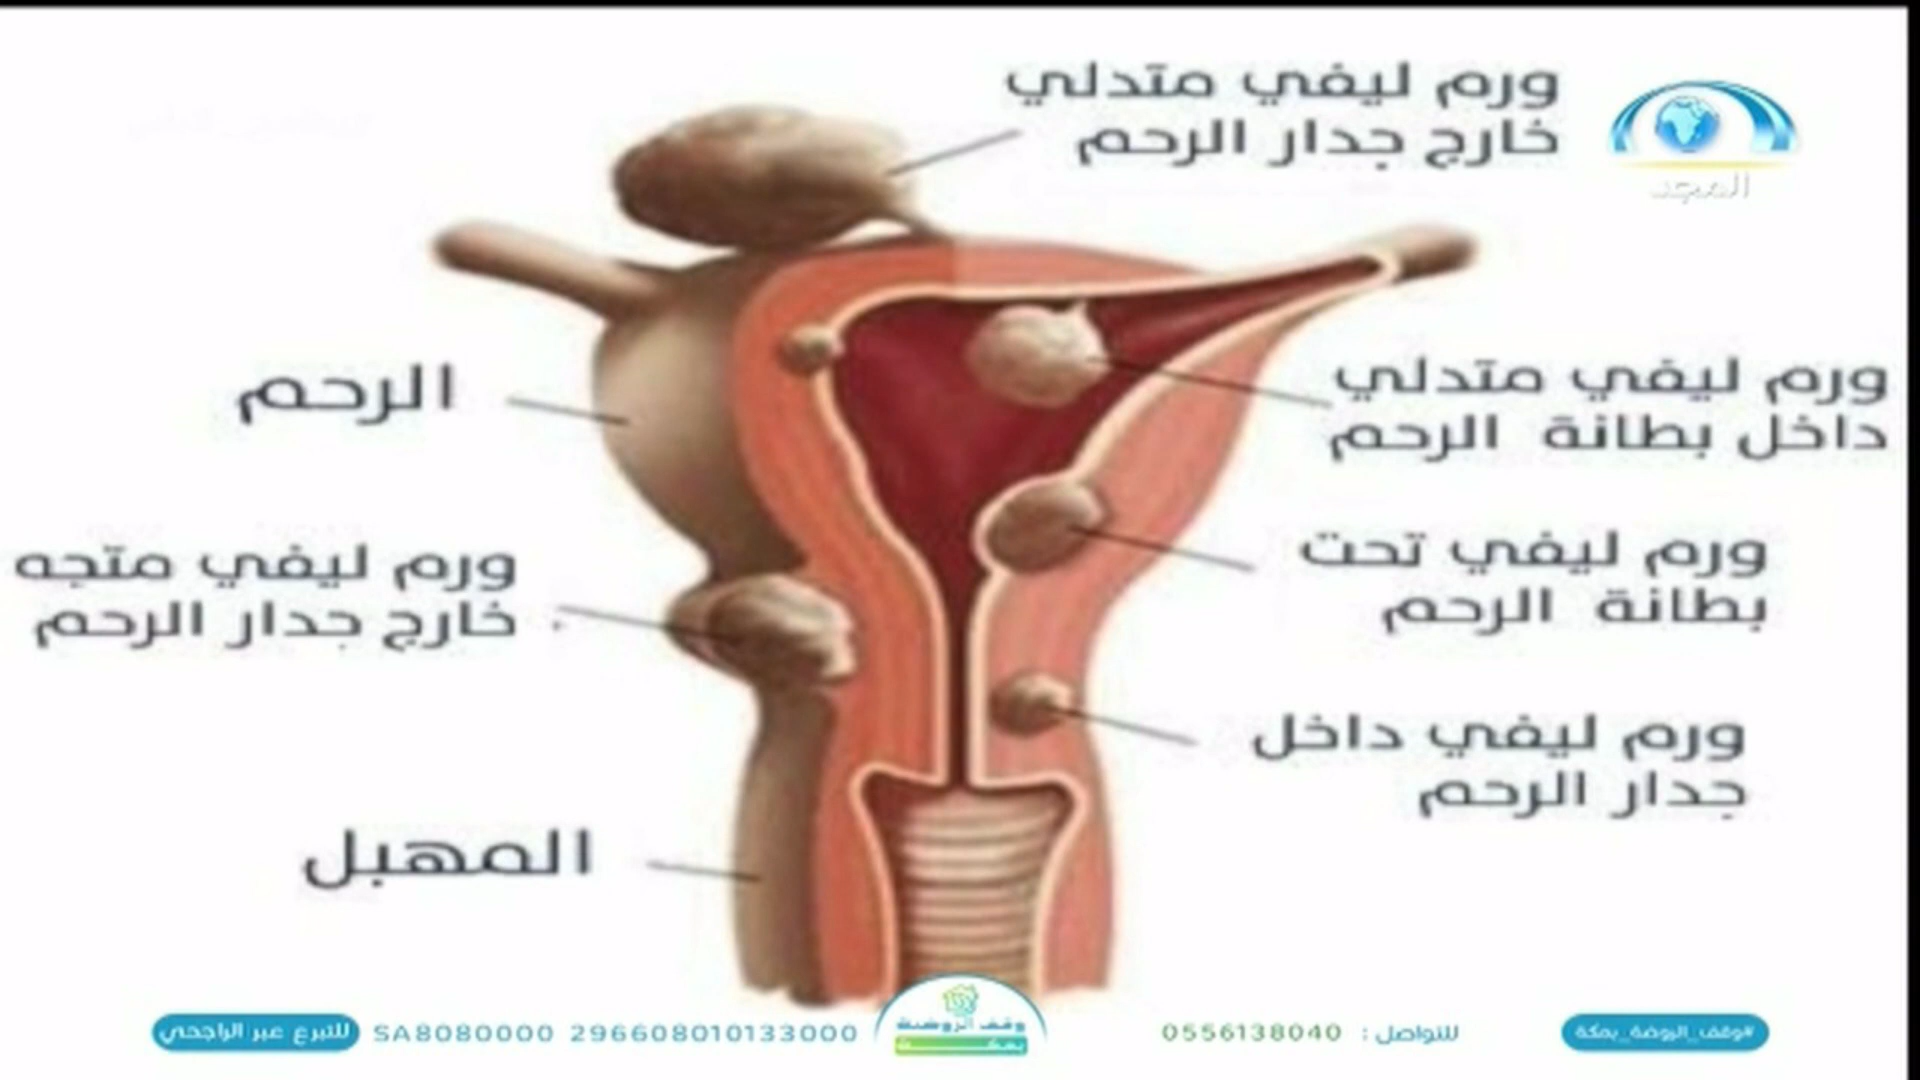 ورم ليفي متدلي
خارج جدار الرحم
المجد
ورم ليفي متدلي
داخل بطانة الرحم
الرحم
ورم ليفي تحت
بطانة الرحم
ورم ليفي متجه
خارج جدار الرحم
ورم ليفي داخل
جدار الرحم
المهبل
#وقف_الروضة_بمكة
للتواصل : 0556138040
وقف الروضة
بمكة
SA8080000 296608010133000
للتبرع عبر الراجحي